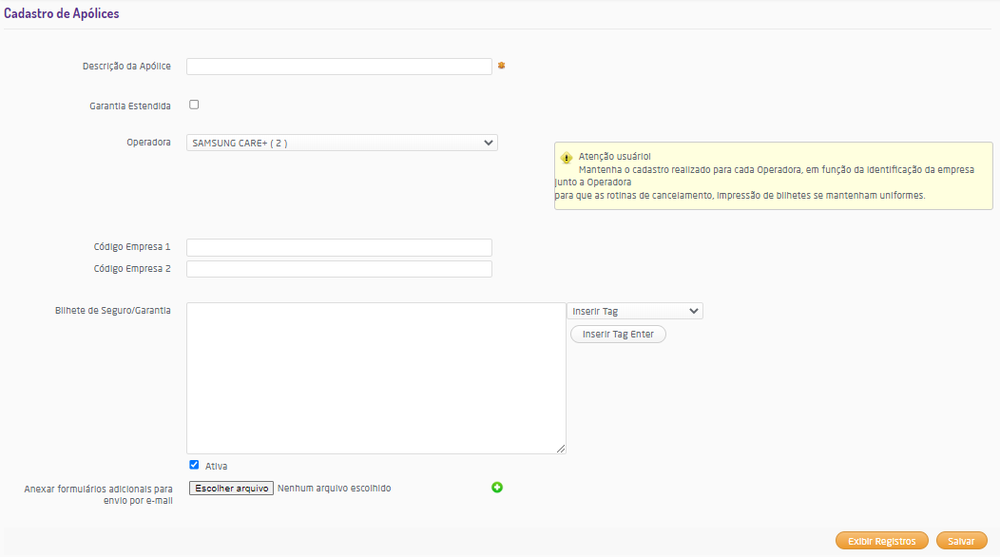 Cadastro de Apólices
Descrição da Apólice
Garantia Estendida
Operadora
SAMSUNG CARE+ ( 2 )
Atenção usuário!
Mantenha o cadastro realizado para cada Operadora, em função da identificação da empresa
junto a Operadora
para que as rotinas de cancelamento, impressão de bilhetes se mantenham uniformes.
Código Empresa 1
Código Empresa 2
Bilhete de Seguro/Garantia
Inserir Tag
Inserir Tag Enter
Ativa
Anexar formulários adicionais para
envio por e-mail
Escolher arquivo Nenhum arquivo escolhido
Exibir Registros
Salvar